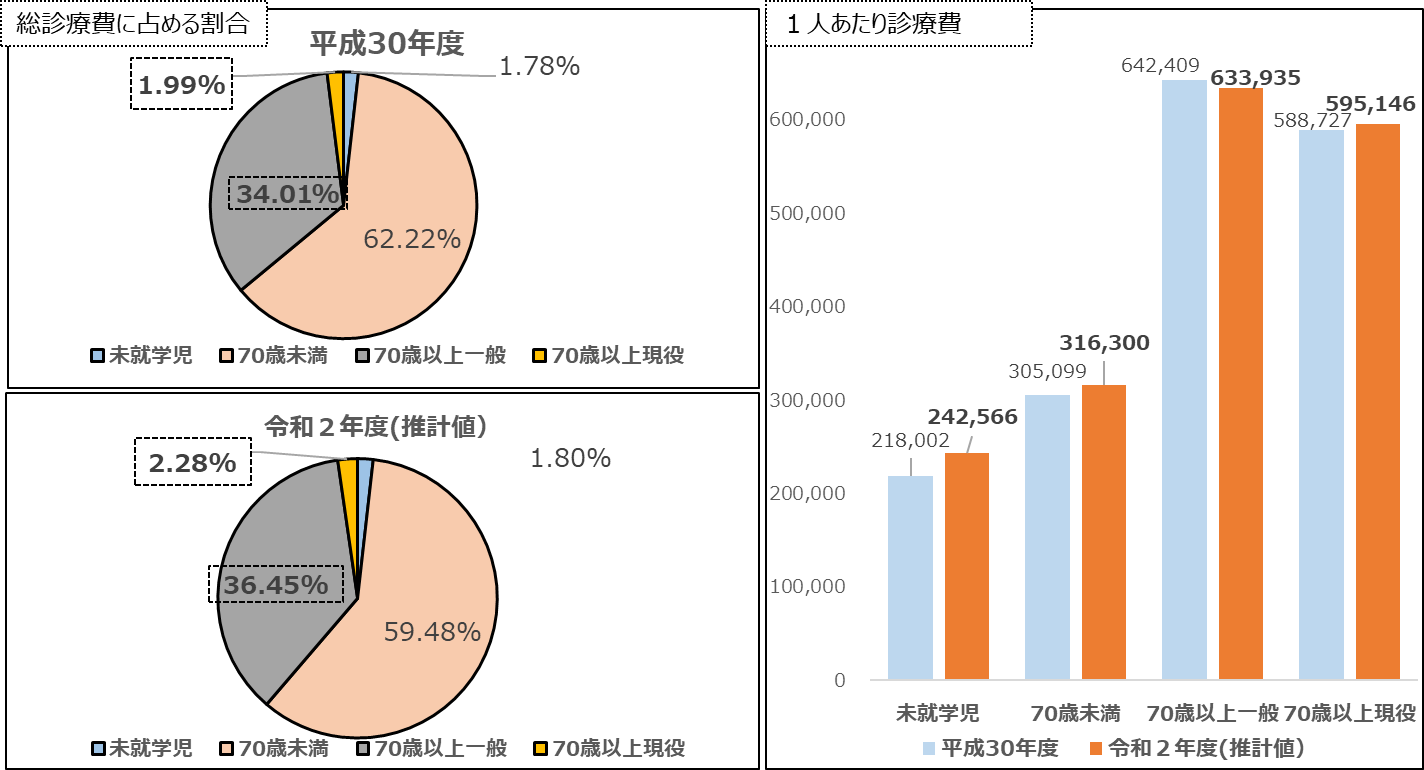 総診療費に占める割合
平成30年度
1.99%
1.78%
34.01%
62.22%
未就学児 70歳未満 70歳以上一般 70歳以上現役
令和２年度(推計値）
2.28%
1.80%
36.45%
59.48%
未就学児 70歳未満 70歳以上一般 70歳以上現役
１人あたり診療費
642,409
633,935
595,146
588,727
600,000
500,000
400,000
316,300
305,099
300,000
242,566
218,002
200,000
100,000
0
未就学児 70歳未満 70歳以上一般 70歳以上現役
平成30年度 令和２年度(推計値）